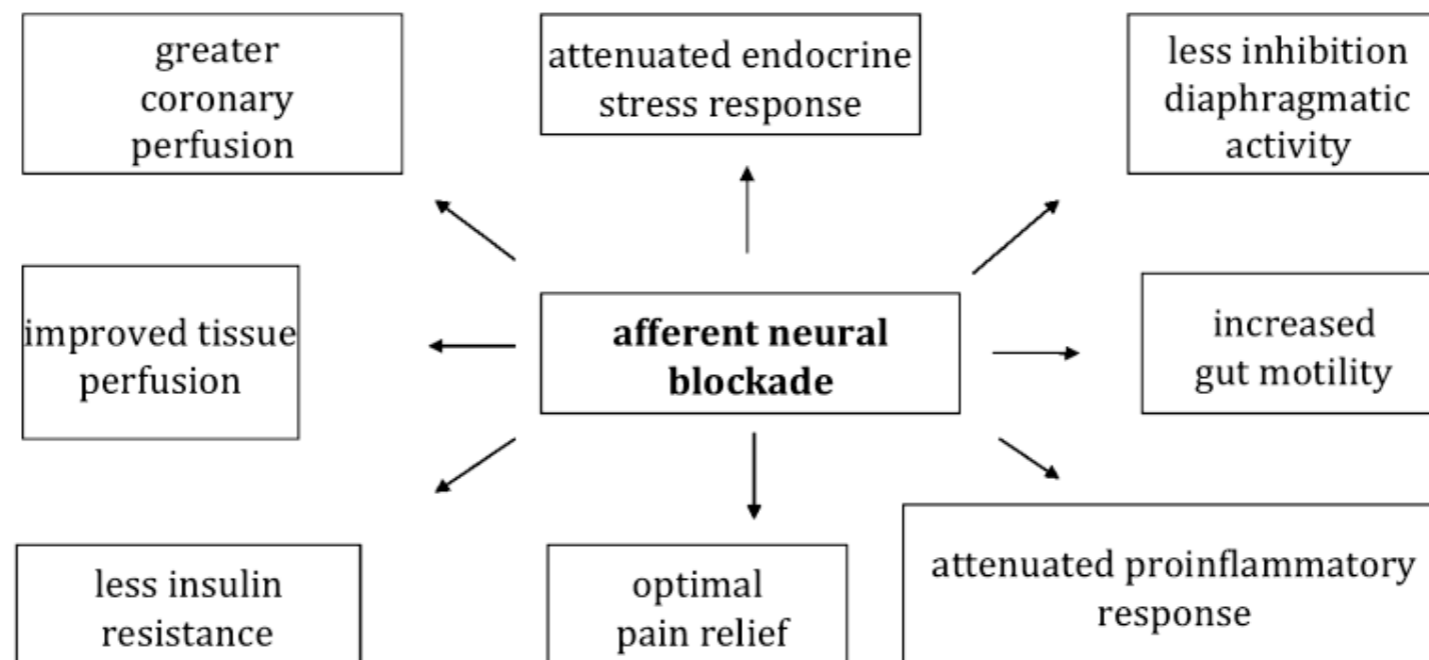 greater
coronary
perfusion
attenuated endocrine
stress response
less inhibition
diaphragmatic
activity
improved tissue
perfusion
afferent neural
blockade
increased
gut motility
less insulin
resistance
optimal
pain relief
attenuated proinflammatory
response